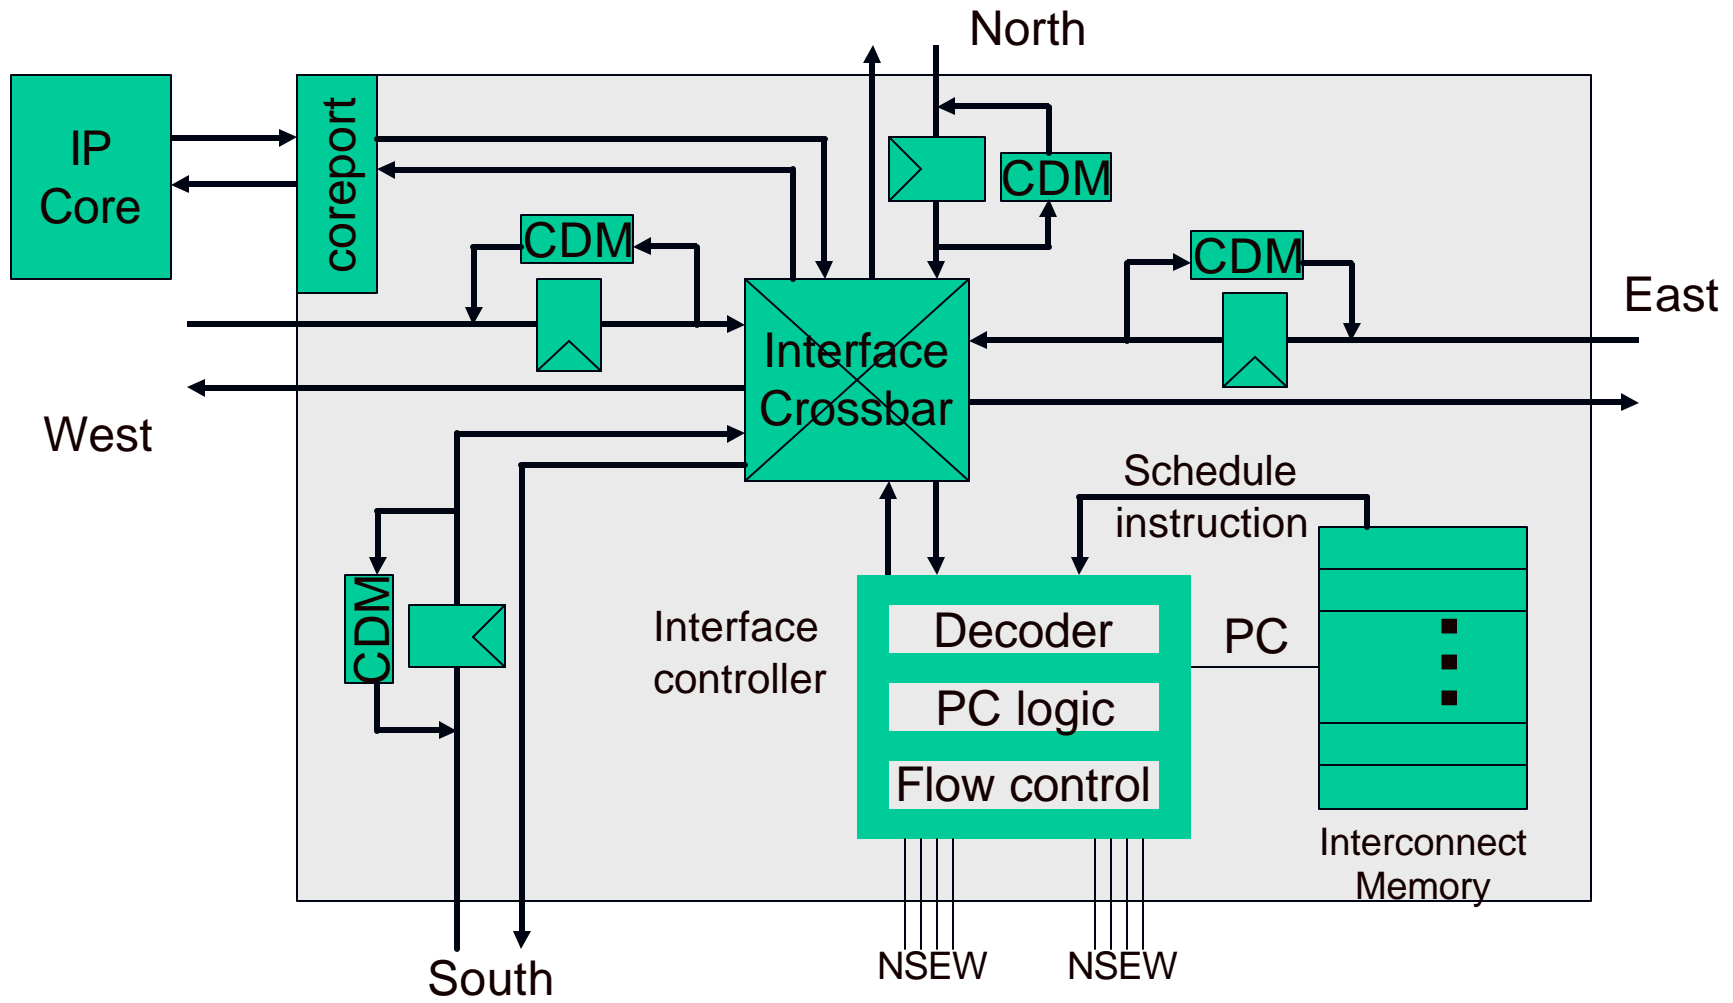 North
IP
Core
coreport
CDM
CDM
CDM
East
Interface
Crossbar
West
Schedule
instruction
CDM
Interface
controller
Decoder
PC
PC logic
Flow control
Interconnect
Memory
South
NSEW
NSEW